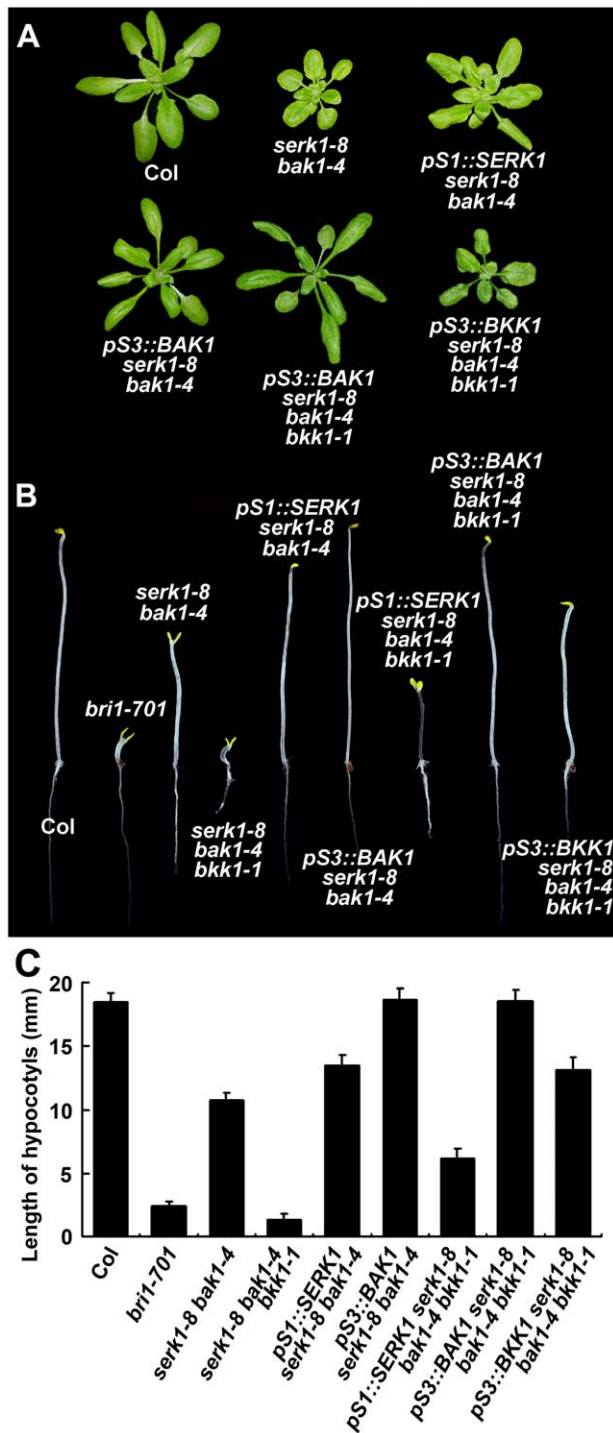 A
Col
serk1-8
bak1-4
pS1::SERK1
serk1-8
bak1-4
pS3::BAK1
serk1-8
bak1-4
pS3::BAK1
serk1-8
bak1-4
bkk1-1
pS3::BKK1
serk1-8
bak1-4
bkk1-1
B
Col
bri1-701
serk1-8
bak1-4
serk1-8
bak1-4
bkk1-1
pS1::SERK1
serk1-8
bak1-4
pS3::BAK1
serk1-8
bak1-4
pS1::SERK1
serk1-8
bak1-4
bkk1-1
pS3::BAK1
serk1-8
bak1-4
bkk1-1
pS3::BKK1
serk1-8
bak1-4
bkk1-1
C
Length of hypocotyls (mm)
20
15
10
5
0
Col
bri1-701
serk1-8 bak1-4
serk1-8 bak1-4
bkk1-1
pS1::SERK1
serk1-8 bak1-4
pS3::BAK1
serk1-8 bak1-4
pS1::SERK1 serk1-8
bak1-4 bkk1-1
pS3::BAK1 serk1-8
bak1-4 bkk1-1
pS3::BKK1 serk1-8
bak1-4 bkk1-1